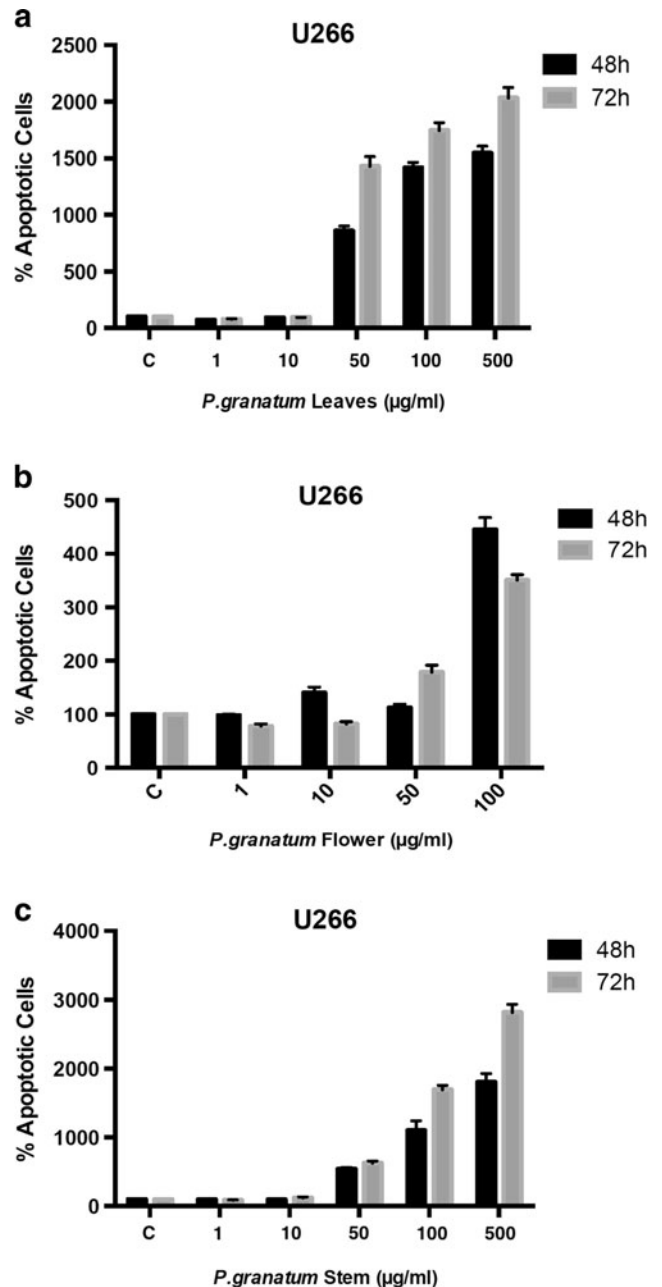 a
U266
48h
72h
% Apoptotic Cells
2500
2000
1500
1000
500
0
C 1 10 50 100 500
P.granatum Leaves (µg/ml)
b
U266
48h
72h
% Apoptotic Cells
500
400
300
200
100
0
C 1 10 50 100
P.granatum Flower (µg/ml)
c
U266
48h
72h
% Apoptotic Cells
4000
3000
2000
1000
0
C 1 10 50 100 500
P.granatum Stem (µg/ml)